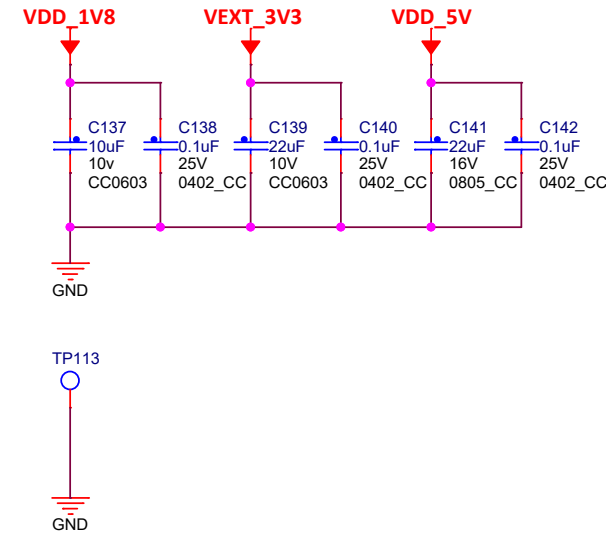 VDD_1V8 VEXT_3V3 VDD_5V
C137 C138 C139 C140 C141 C142
10uF 0.1uF 22uF 0.1uF 22uF 0.1uF
10v 25V 10V 25V 16V 25V
CC0603 0402_CC CC0603 0402_CC 0805_CC 0402_CC
GND
TP113
GND